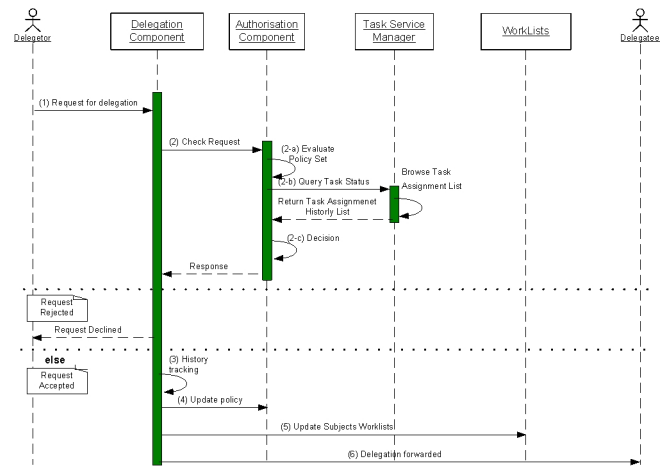 Delegetor
Delegation
Component
Authorisation
Component
Task Service
Manager
WorkLists
Delegatee
(1) Request for delegation
(2) Check Request
(2-a) Evaluate
Policy Set
(2-b) Query Task Status
Browse Task
Assignment List
Return Task Assignmenet
Historly List
(2-c) Decision
Response
Request
Rejected
Request Declined
else
Request
Accepted
(3) History
tracking
(4) Update policy
(5) Update Subjects Worklists
(6) Delegation forwarded